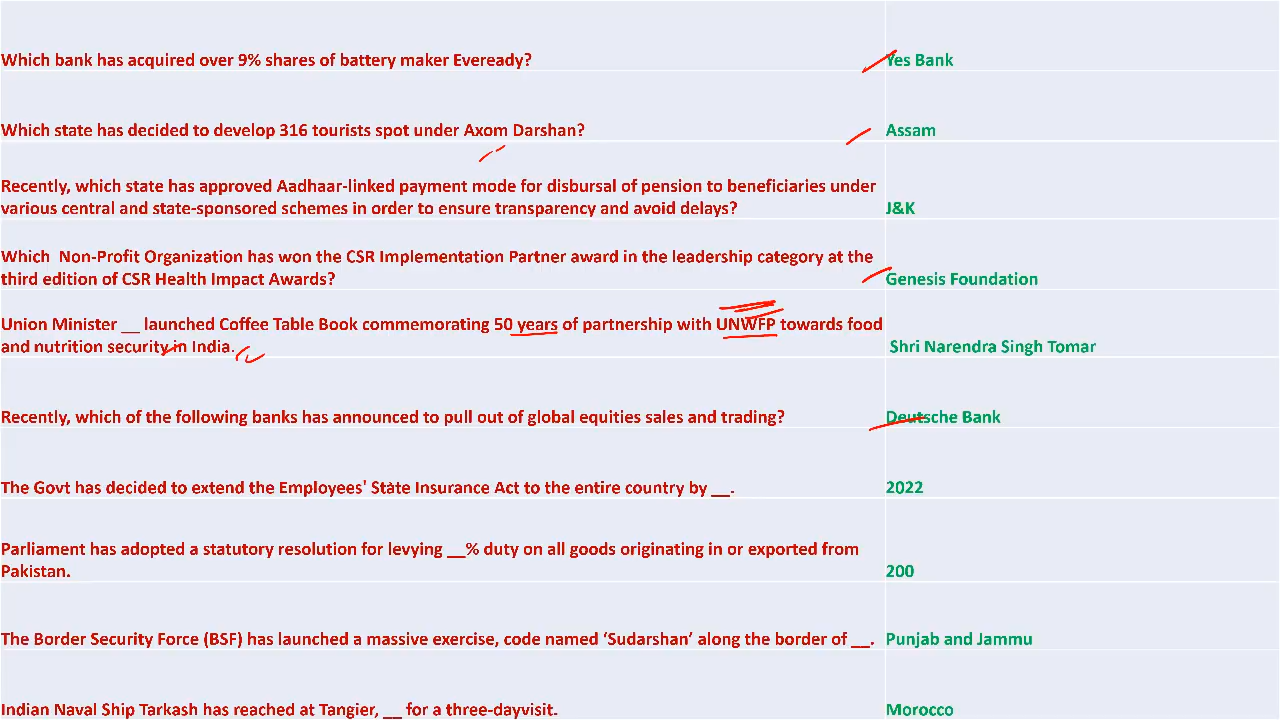 Which bank has acquired over 9% shares of battery maker Eveready? Yes Bank
Which state has decided to develop 316 tourists spot under Axom Darshan? Assam
Recently, which state has approved Aadhaar-linked payment mode for disbursal of pension to beneficiaries under
various central and state-sponsored schemes in order to ensure transparency and avoid delays? J&K
Which  Non-Profit Organization has won the CSR Implementation Partner award in the leadership category at the
third edition of CSR Health Impact Awards? Genesis Foundation
Union Minister __ launched Coffee Table Book commemorating 50 years of partnership with UNWFP towards food
and nutrition security in India. Shri Narendra Singh Tomar
Recently, which of the following banks has announced to pull out of global equities sales and trading? Deutsche Bank
The Govt has decided to extend the Employees' State Insurance Act to the entire country by __. 2022
Parliament has adopted a statutory resolution for levying __% duty on all goods originating in or exported from
Pakistan. 200
The Border Security Force (BSF) has launched a massive exercise, code named ‘Sudarshan’ along the border of __. Punjab and Jammu
Indian Naval Ship Tarkash has reached at Tangier, __ for a three-dayvisit. Morocco